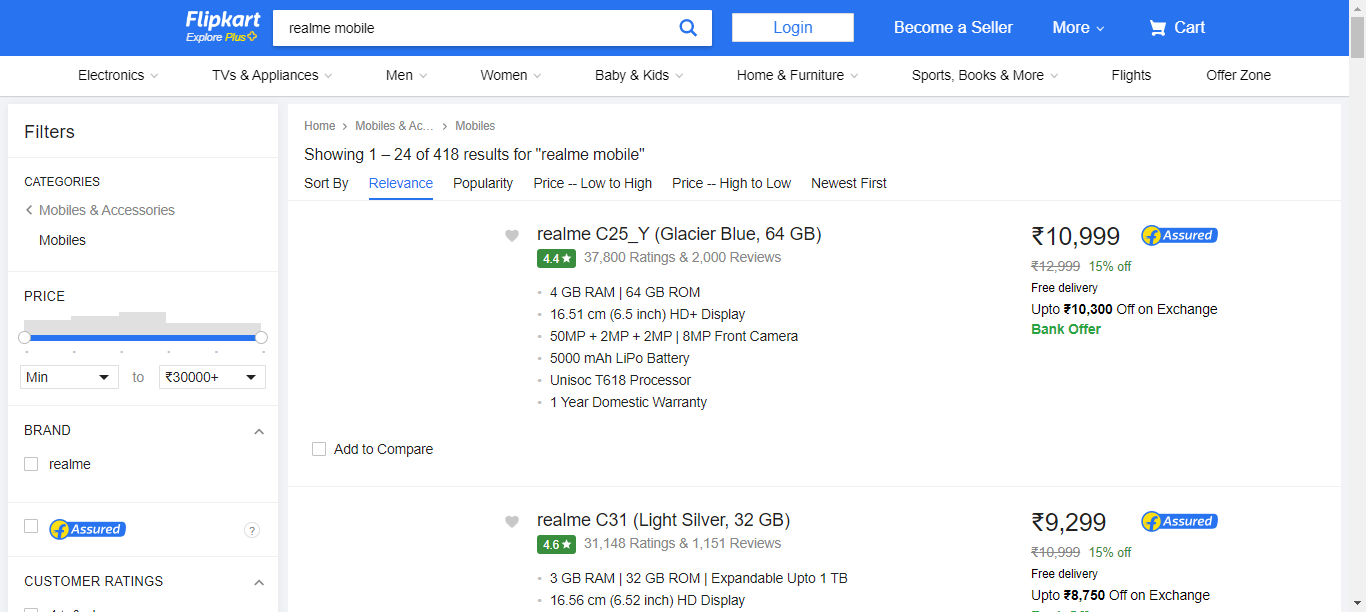 Flipkart
Explore Plus
realme mobile
Login
Become a Seller
More
Cart
Electronics
TVs & Appliances
Men
Women
Baby & Kids
Home & Furniture
Sports, Books & More
Flights
Offer Zone
Filters
CATEGORIES
Mobiles & Accessories
Mobiles
PRICE
Min
to
₹30000+
BRAND
realme
Assured
?
CUSTOMER RATINGS
Home
Mobiles & Ac...
Mobiles
Showing 1 – 24 of 418 results for "realme mobile"
Sort By
Relevance
Popularity
Price -- Low to High
Price -- High to Low
Newest First
realme C25_Y (Glacier Blue, 64 GB)
4.4★ 37,800 Ratings & 2,000 Reviews
4 GB RAM | 64 GB ROM
16.51 cm (6.5 inch) HD+ Display
50MP + 2MP + 2MP | 8MP Front Camera
5000 mAh LiPo Battery
Unisoc T618 Processor
1 Year Domestic Warranty
₹10,999
Assured
₹12,999 15% off
Free delivery
Upto ₹10,300 Off on Exchange
Bank Offer
Add to Compare
realme C31 (Light Silver, 32 GB)
4.6★ 31,148 Ratings & 1,151 Reviews
3 GB RAM | 32 GB ROM | Expandable Upto 1 TB
16.56 cm (6.52 inch) HD Display
₹9,299
Assured
₹10,999 15% off
Free delivery
Upto ₹8,750 Off on Exchange